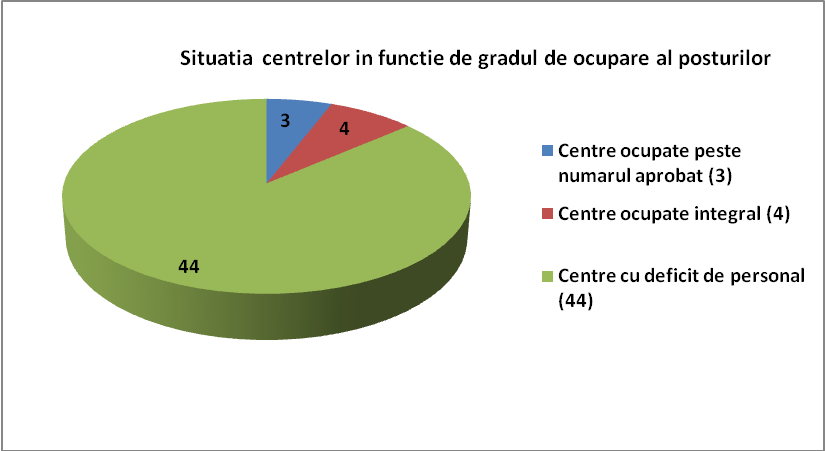 Situatia centrelor in functie de gradul de ocupare al posturilor
3
4
44
Centre ocupate peste
numarul aprobat (3)
Centre ocupate integral (4)
Centre cu deficit de personal
(44)